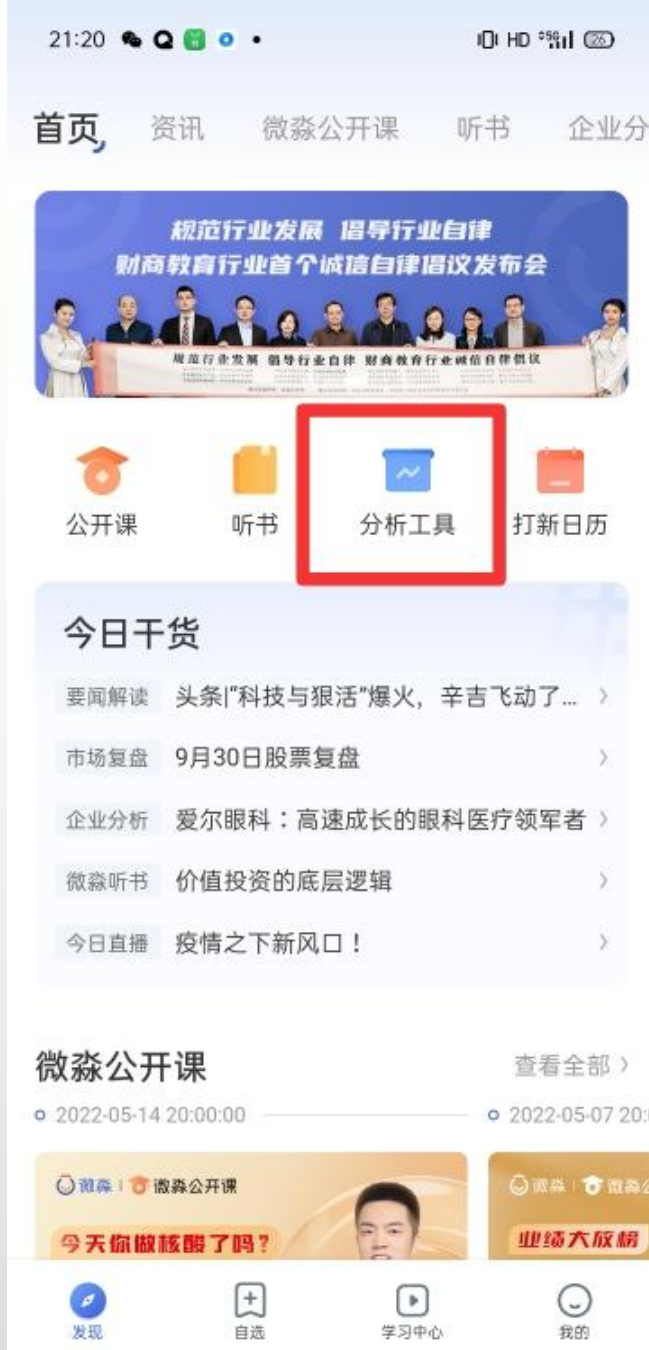 21:20
HD 5G 26
首页 资讯 微淼公开课 听书 企业分
规范行业发展 倡导行业自律
财商教育行业首个诚信自律倡议发布会
规范行业发展 倡导行业自律 财商教育行业诚信自律倡议
公开课 听书 分析工具 打新日历
今日干货
要闻解读 头条|“科技与狠活”爆火，辛吉飞动了...
市场复盘 9月30日股票复盘
企业分析 爱尔眼科：高速成长的眼科医疗领军者
微淼听书 价值投资的底层逻辑
今日直播 疫情之下新风口！
微淼公开课 查看全部
2022-05-14 20:00:00 2022-05-07 20:
微淼 微淼公开课 微淼 微淼公
今天你做核酸了吗? 业绩大放榜
发现 自选 学习中心 我的